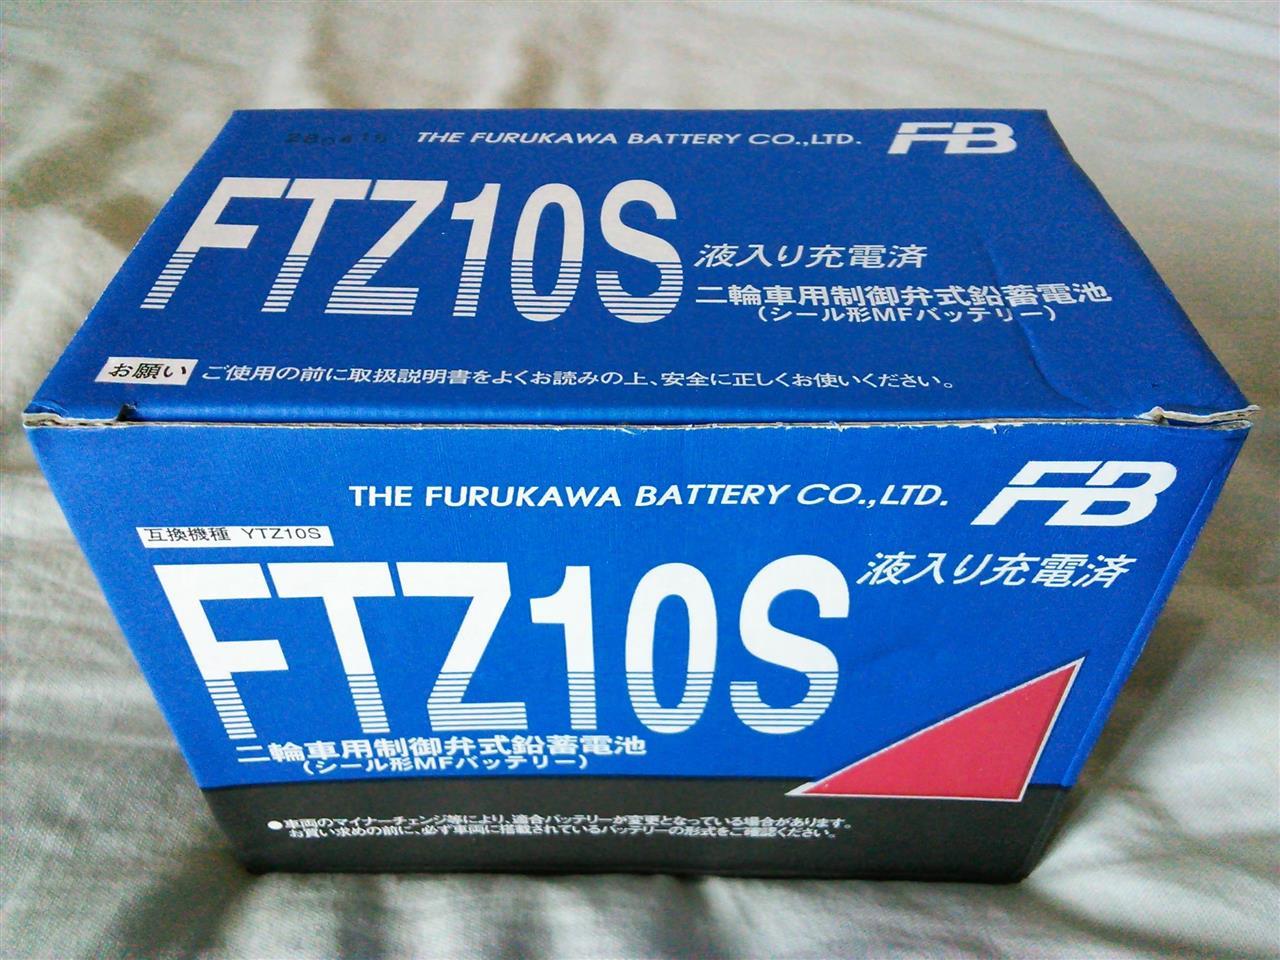 280415
THE FURUKAWA BATTERY CO.,LTD.
FB
FTZ10S
液入り充電済
二輪車用制御弁式鉛蓄電池
(シール形MFバッテリー)
お願い ご使用の前に取扱説明書をよくお読みの上、安全に正しくお使いください。
THE FURUKAWA BATTERY CO.,LTD.
FB
互換機種 YTZ10S
FTZ10S
液入り充電済
二輪車用制御弁式鉛蓄電池
(シール形MFバッテリー)
●車両のマイナーチェンジ等により、適合バッテリーが変更となっている場合があります。
お買い求めの前に、必ず車両に搭載されているバッテリーの形式をご確認ください。